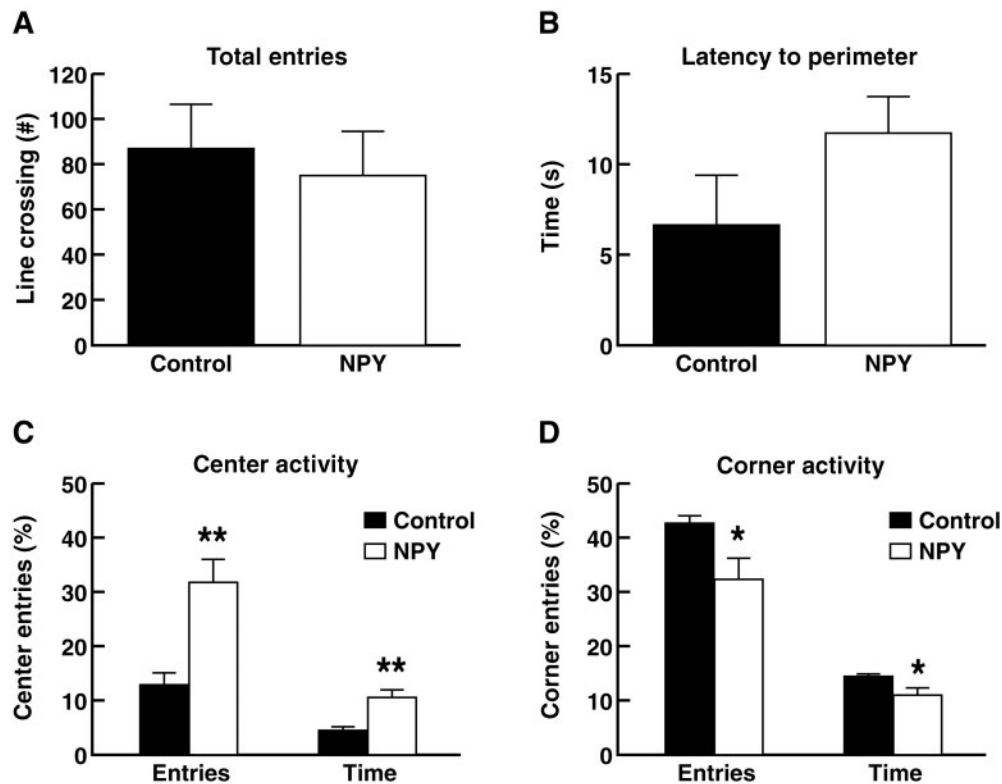 A
Total entries
Line crossing (#)
120
100
80
60
40
20
0
Control NPY
B
Latency to perimeter
Time (s)
15
10
5
0
Control NPY
C
Center activity
Center entries (%)
50
40
30
20
10
0
Control
NPY
**
**
Entries Time
D
Corner activity
Corner entries (%)
50
40
30
20
10
0
Control
NPY
*
*
Entries Time